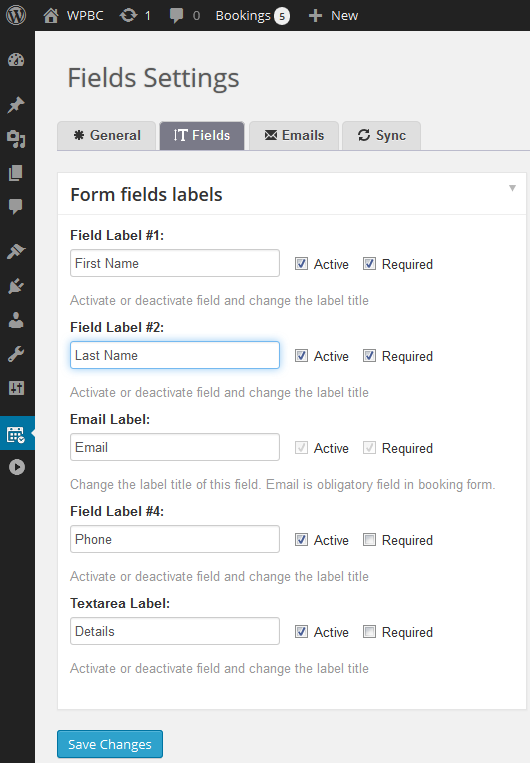 WPBC 1 0 Bookings 5 + New
Fields Settings
General Fields Emails Sync
Form fields labels
Field Label #1:
First Name Active Required
Activate or deactivate field and change the label title
Field Label #2:
Last Name Active Required
Activate or deactivate field and change the label title
Email Label:
Email Active Required
Change the label title of this field. Email is obligatory field in booking form.
Field Label #4:
Phone Active Required
Activate or deactivate field and change the label title
Textarea Label:
Details Active Required
Activate or deactivate field and change the label title
Save Changes